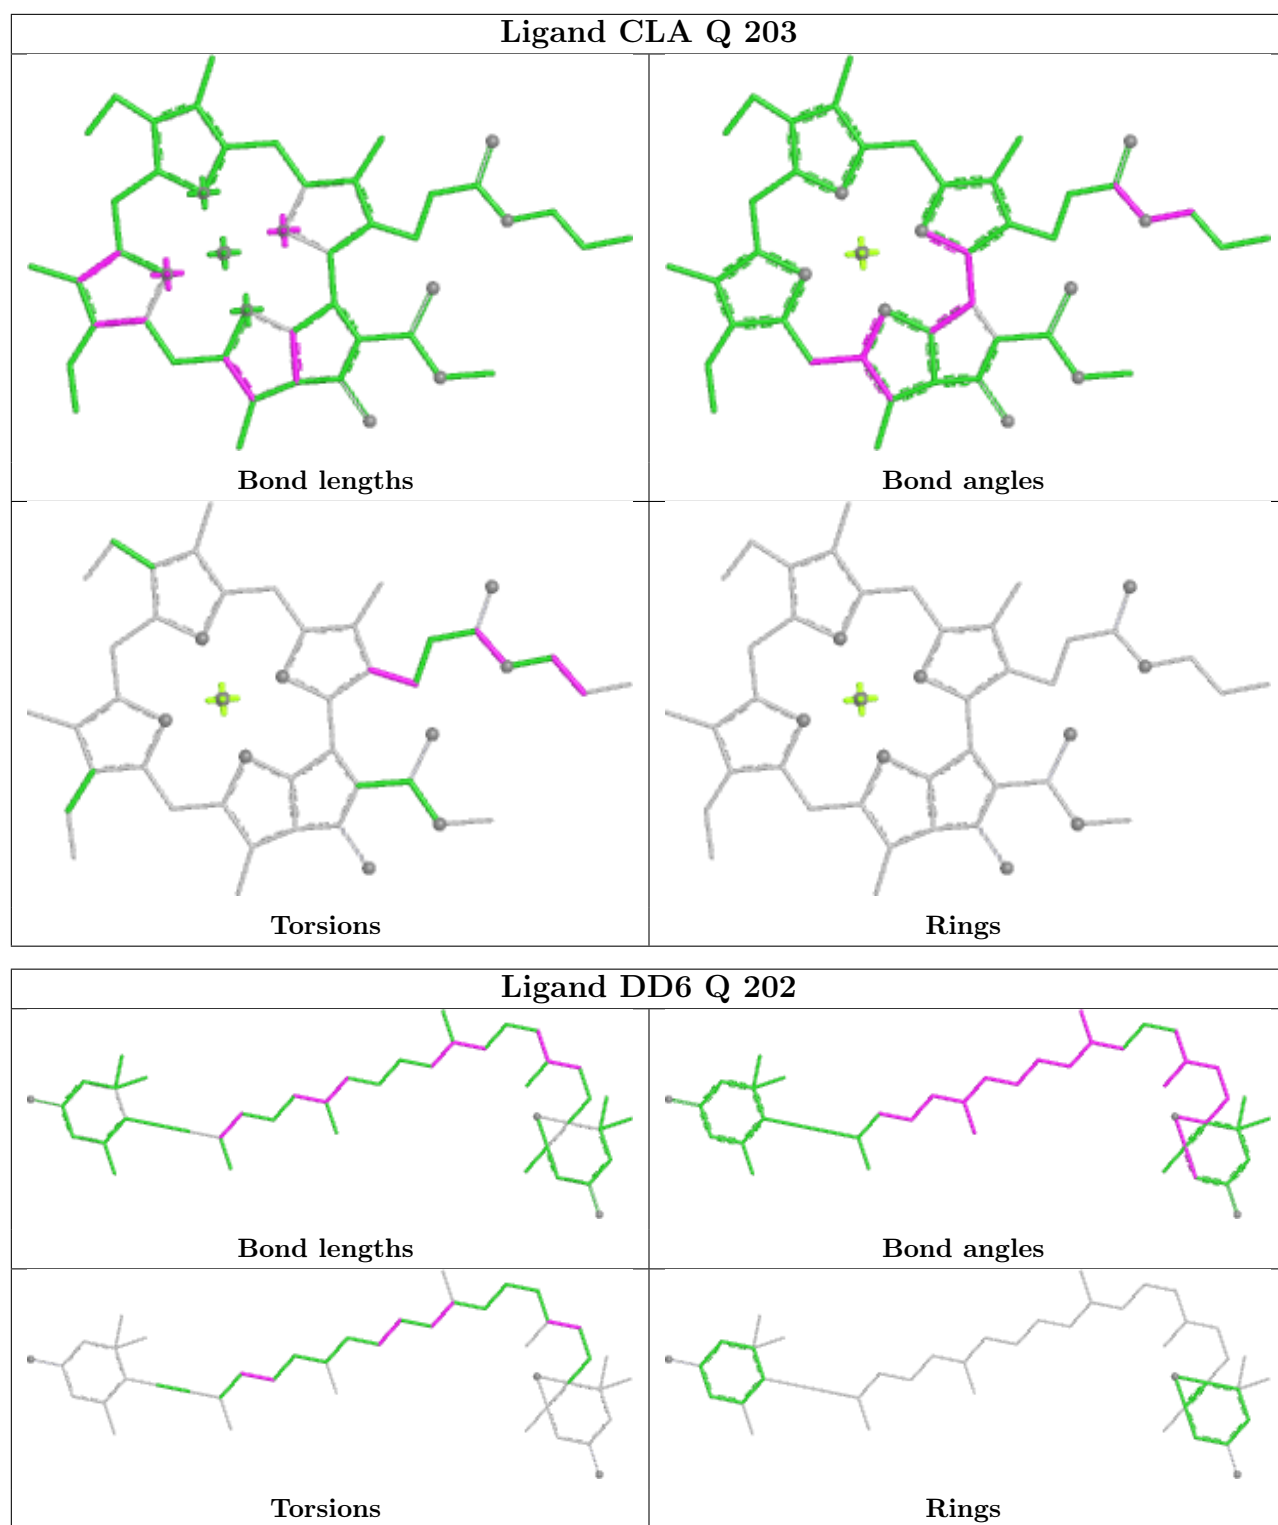 Ligand CLA Q 203
Bond lengths
Bond angles
Torsions
Rings
Ligand DD6 Q 202
Bond lengths
Bond angles
Torsions
Rings